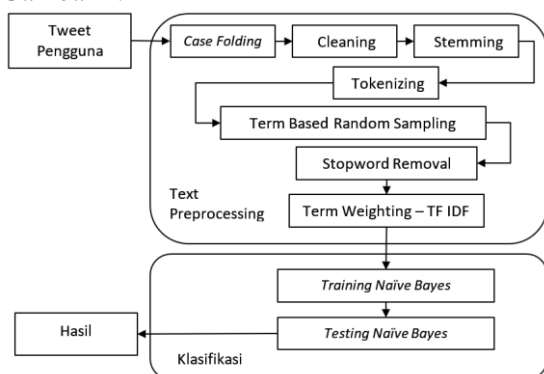 Tweet
Pengguna
Case Folding
Cleaning
Stemming
Tokenizing
Term Based Random Sampling
Stopword Removal
Text
Preprocessing
Term Weighting – TF IDF
Training Naïve Bayes
Testing Naïve Bayes
Hasil
Klasifikasi